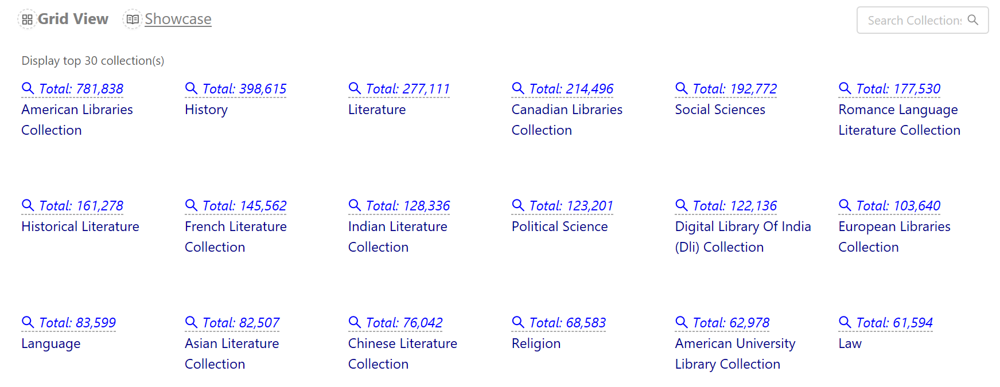 Grid View Showcase
Search Collections
Display top 30 collection(s)
Total: 781,838 Total: 398,615 Total: 277,111 Total: 214,496 Total: 192,772 Total: 177,530
American Libraries History Literature Canadian Libraries Social Sciences Romance Language
Collection Collection Literature Collection
Total: 161,278 Total: 145,562 Total: 128,336 Total: 123,201 Total: 122,136 Total: 103,640
Historical Literature French Literature Indian Literature Political Science Digital Library Of India European Libraries
Collection Collection (Dli) Collection Collection
Total: 83,599 Total: 82,507 Total: 76,042 Total: 68,583 Total: 62,978 Total: 61,594
Language Asian Literature Chinese Literature Religion American University Law
Collection Collection Library Collection